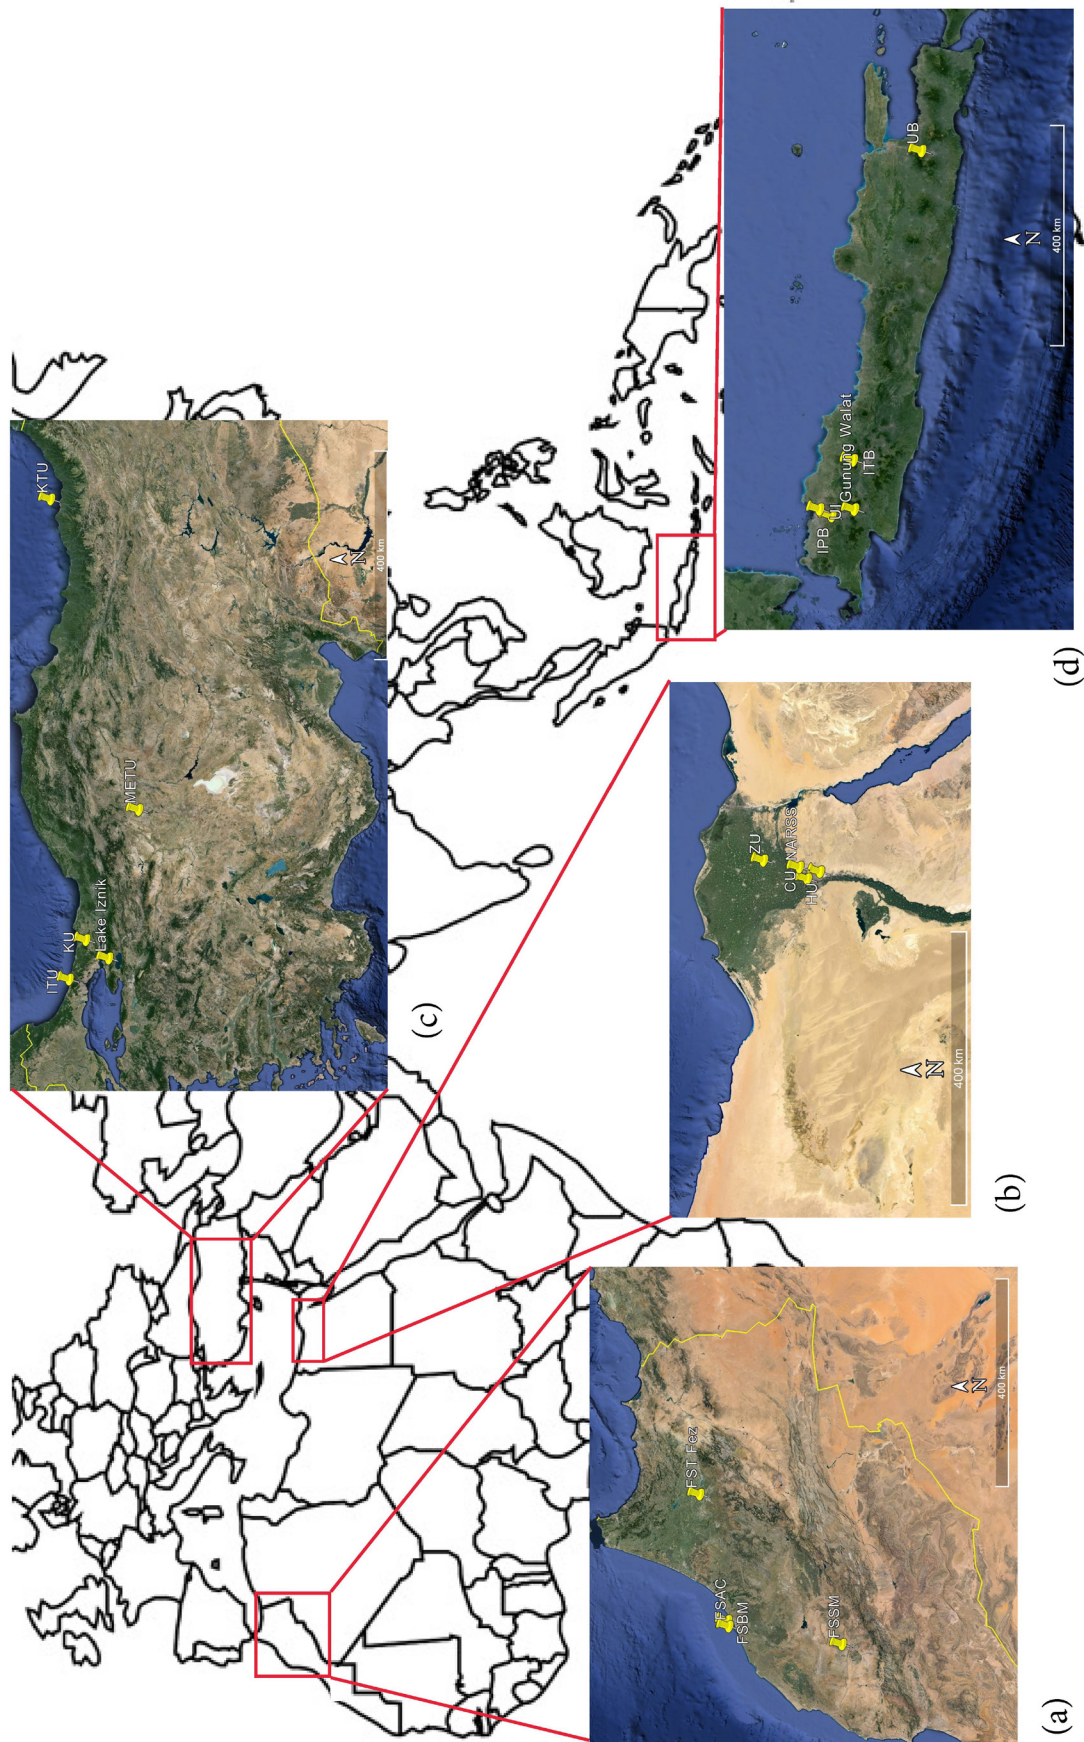 KTU
METU
KU
Lake Iznik
ITU
N
400 km
(c)
FST Fez
FSAC
FSBM
FSSM
N
400 km
(a)
ZU
NARSS
CU
HU
N
400 km
(b)
UB
Gunung Walat
ITB
UI
IPB
N
400 km
(d)